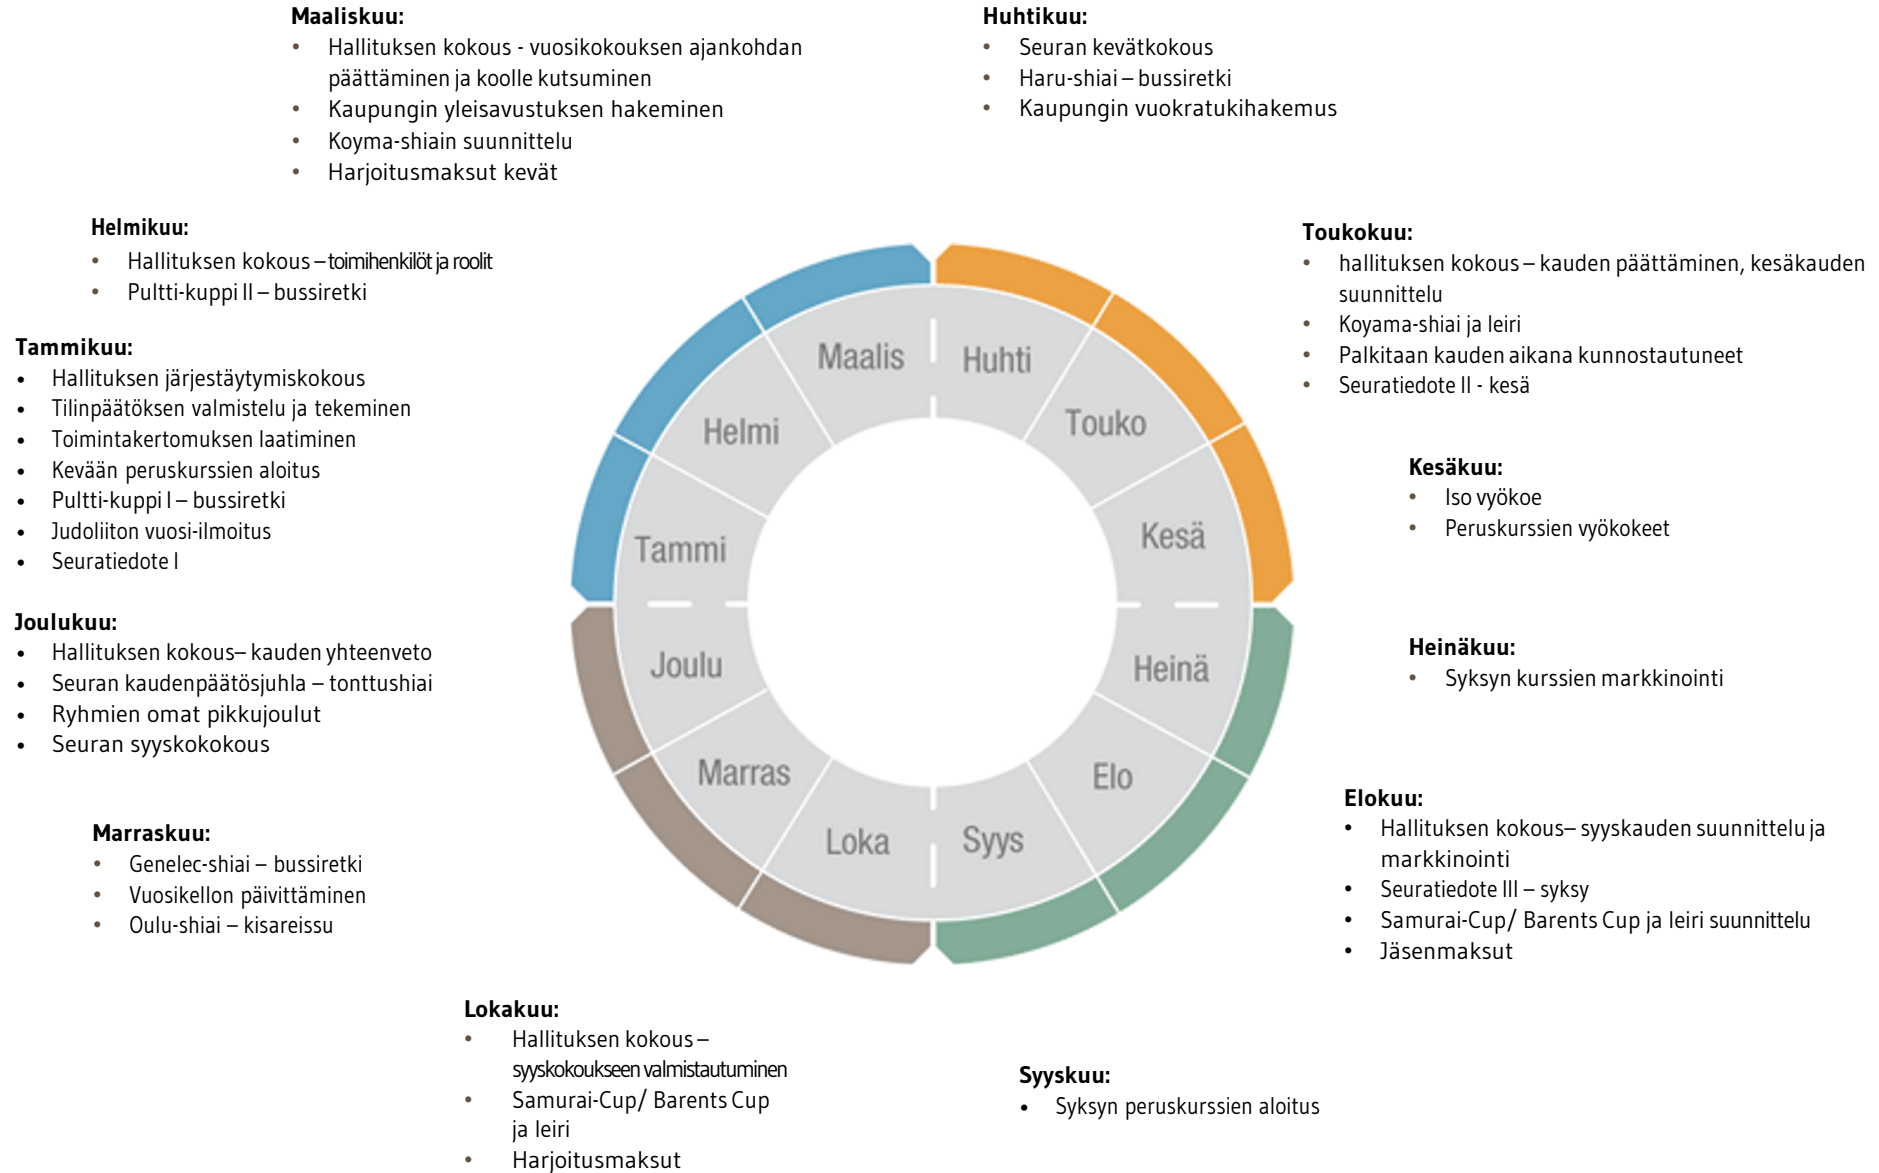 Maaliskuu:
• Hallituksen kokous - vuosikokouksen ajankohdan
päättäminen ja koolle kutsuminen
• Kaupungin yleisavustuksen hakeminen
• Koyma-shiain suunnittelu
• Harjoitusmaksut kevät
Huhtikuu:
• Seuran kevätkokous
• Haru-shiai – bussiretki
• Kaupungin vuokratukihakemus
Helmikuu:
• Hallituksen kokous – toimihenkilöt ja roolit
• Pultti-kuppi II – bussiretki
Toukokuu:
• hallituksen kokous – kauden päättäminen, kesäkauden
suunnittelu
• Koyama-shiai ja leiri
• Palkitaan kauden aikana kunnostautuneet
• Seuratiedote II - kesä
Tammikuu:
• Hallituksen järjestäytymiskokous
• Tilinpäätöksen valmistelu ja tekeminen
• Toimintakertomuksen laatiminen
• Kevään peruskurssien aloitus
• Pultti-kuppi I – bussiretki
• Judoliiton vuosi-ilmoitus
• Seuratiedote I
Kesäkuu:
• Iso vyökoe
• Peruskurssien vyökokeet
Joulukuu:
• Hallituksen kokous– kauden yhteenveto
• Seuran kaudenpäätösjuhla – tonttushiai
• Ryhmien omat pikkujoulut
• Seuran syyskokokous
Heinäkuu:
• Syksyn kurssien markkinointi
Marraskuu:
• Genelec-shiai – bussiretki
• Vuosikellon päivittäminen
• Oulu-shiai – kisareissu
Elokuu:
• Hallituksen kokous– syyskauden suunnittelu ja
markkinointi
• Seuratiedote III – syksy
• Samurai-Cup/ Barents Cup ja leiri suunnittelu
• Jäsenmaksut
Lokakuu:
• Hallituksen kokous –
syyskokoukseen valmistautuminen
• Samurai-Cup/ Barents Cup
ja leiri
• Harjoitusmaksut
Syyskuu:
• Syksyn peruskurssien aloitus
Maalis
Huhti
Helmi
Touko
Tammi
Kesä
Joulu
Heinä
Marras
Elo
Loka
Syys